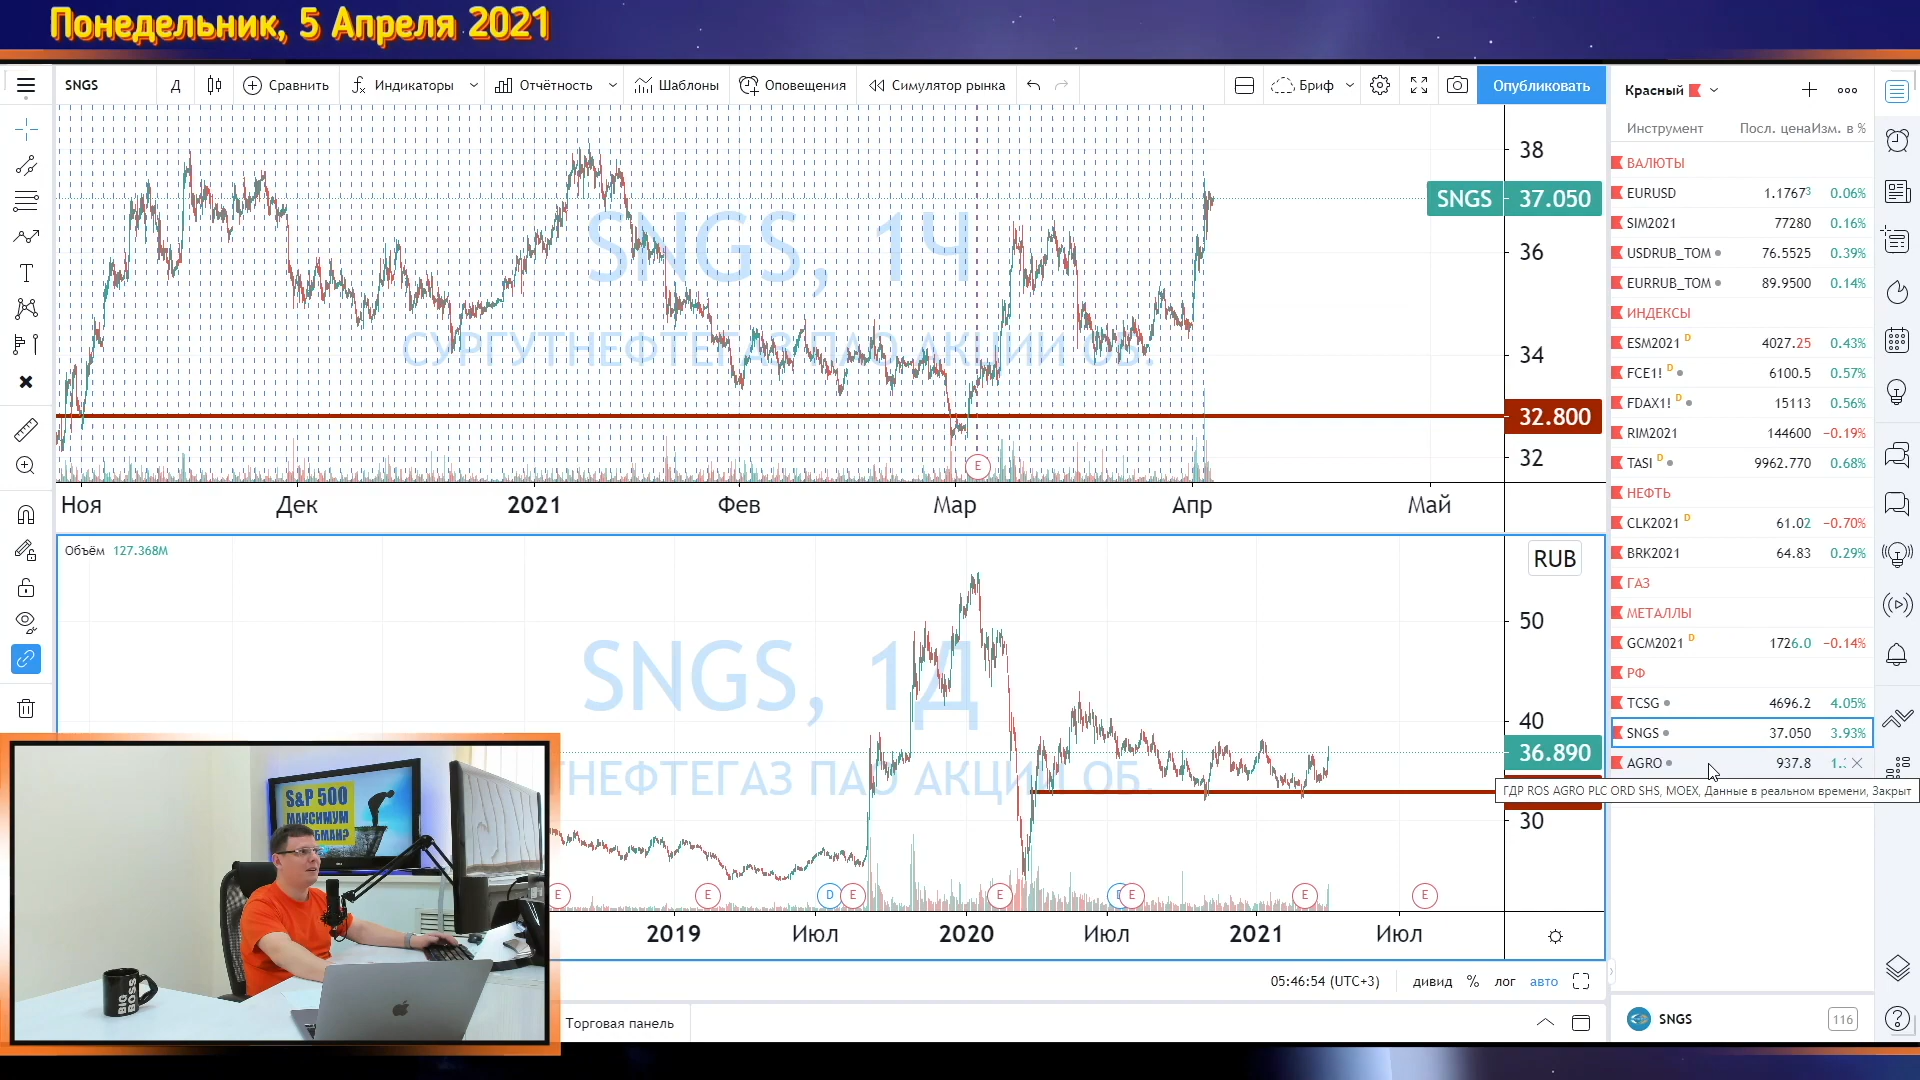 Понедельник, 5 Апреля 2021
SNGS
Д
Сравнить
Индикаторы
Отчётность
Шаблоны
Оповещения
Симулятор рынка
Бриф
Опубликовать
SNGS, 1Ч
СУРГУТНЕФТЕГАЗ ПАО АКЦИИ ОБ.
38
SNGS 37.050
36
34
32.800
32
E
Ноя Дек 2021 Фев Мар Апр Май
Объём 127.368M
RUB
SNGS, 1Д
ТНЕФТЕГАЗ ПАО АКЦИИ ОБ.
50
40
36.890
30
E E D E E E E E
2019 Июл 2020 Июл 2021 Июл
05:46:54 (UTC+3) дивид % лог авто
Торговая панель
Красный
Инструмент Посл. цена Изм. в %
ВАЛЮТЫ
EURUSD 1.17673 0.06%
SIM2021 77280 0.16%
USDRUB_TOM 76.5525 0.39%
EURRUB_TOM 89.9500 0.14%
ИНДЕКСЫ
ESM2021 D 4027.25 0.43%
FCE1! D 6100.5 0.57%
FDAX1! D 15113 0.56%
RIM2021 144600 −0.19%
TASI D 9962.770 0.68%
НЕФТЬ
CLK2021 D 61.02 −0.70%
BRK2021 64.83 0.29%
ГАЗ
МЕТАЛЛЫ
GCM2021 D 1726.0 −0.14%
РФ
TCSG 4696.2 4.05%
SNGS 37.050 3.93%
AGRO 937.8 1.
ГДР ROS AGRO PLC ORD SHS, MOEX, Данные в реальном времени, Закрыт
SNGS 116
S&P 500
МАКСИМУМ
БМАН?
BIG
BOSS